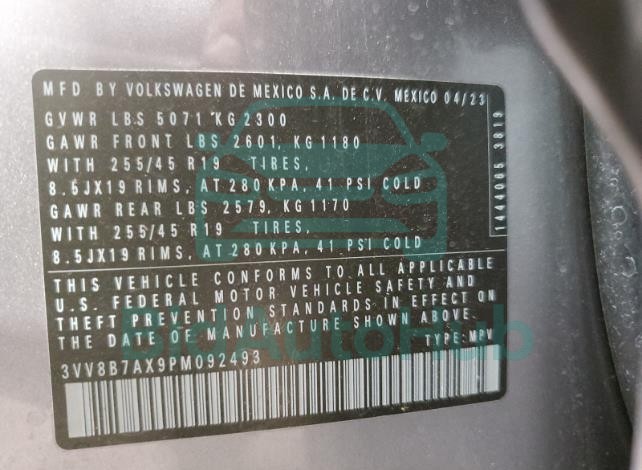 MFD BY VOLKSWAGEN DE MEXICO S.A. DE C.V. MEXICO 04/23
GVWR LBS 5071 KG 2300
GAWR FRONT LBS 2601, KG 1180
WITH 255/45 R19 TIRES,
8.5JX19 RIMS, AT 280 KPA, 41 PSI COLD
GAWR REAR LBS 2579, KG 1170
WITH 255/45 R19 TIRES,
8.5JX19 RIMS, AT 280 KPA, 41 PSI COLD
1444065 3819
THIS VEHICLE CONFORMS TO ALL APPLICABLE
U.S. FEDERAL MOTOR VEHICLE SAFETY AND
THEFT PREVENTION STANDARDS IN EFFECT ON
THE DATE OF MANUFACTURE SHOWN ABOVE.
TYPE: MPV
3VV8B7AX9PM092493
BidAutoHub